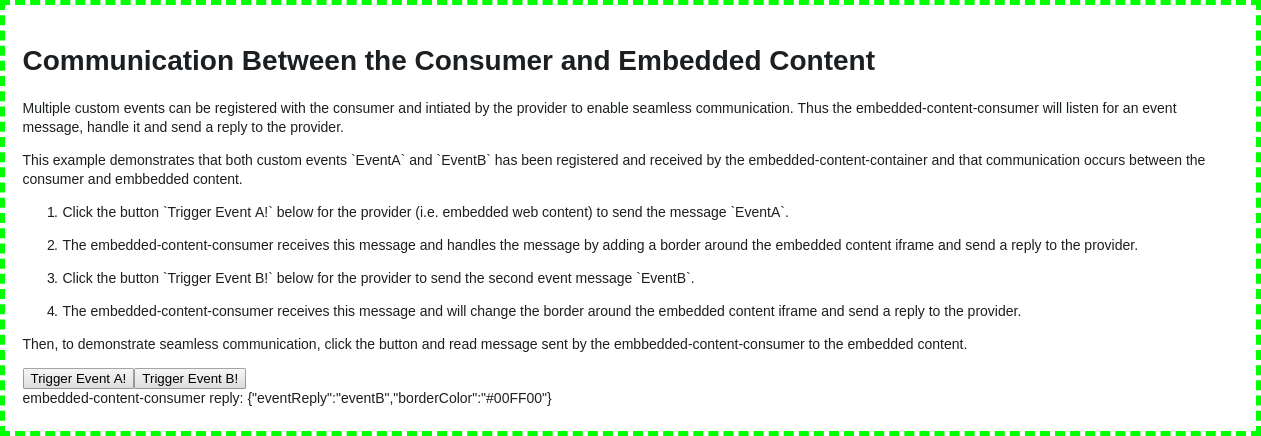 Communication Between the Consumer and Embedded Content
Multiple custom events can be registered with the consumer and intiated by the provider to enable seamless communication. Thus the embedded-content-consumer will listen for an event
message, handle it and send a reply to the provider.
This example demonstrates that both custom events `EventA` and `EventB` has been registered and received by the embedded-content-container and that communication occurs between the
consumer and embbedded content.
1. Click the button `Trigger Event A!` below for the provider (i.e. embedded web content) to send the message `EventA`.
2. The embedded-content-consumer receives this message and handles the message by adding a border around the embedded content iframe and send a reply to the provider.
3. Click the button `Trigger Event B!` below for the provider to send the second event message `EventB`.
4. The embedded-content-consumer receives this message and will change the border around the embedded content iframe and send a reply to the provider.
Then, to demonstrate seamless communication, click the button and read message sent by the embbedded-content-consumer to the embedded content.
Trigger Event A! Trigger Event B!
embedded-content-consumer reply: {"eventReply":"eventB","borderColor":"#00FF00"}